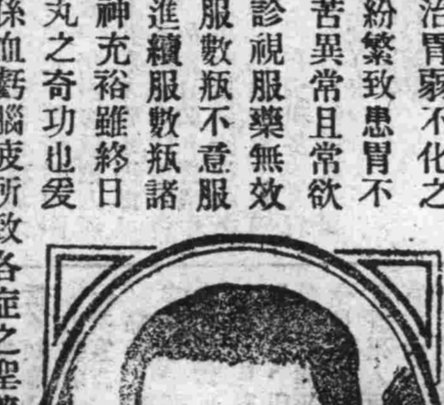 治胃弱不化之
紛繁致患胃不
苦異常且常欲
診視服藥無效
服數瓶不意服
進續服數瓶諸
神充裕雖終日
丸之奇功也爰
係血虧腦疲所致各症之聖